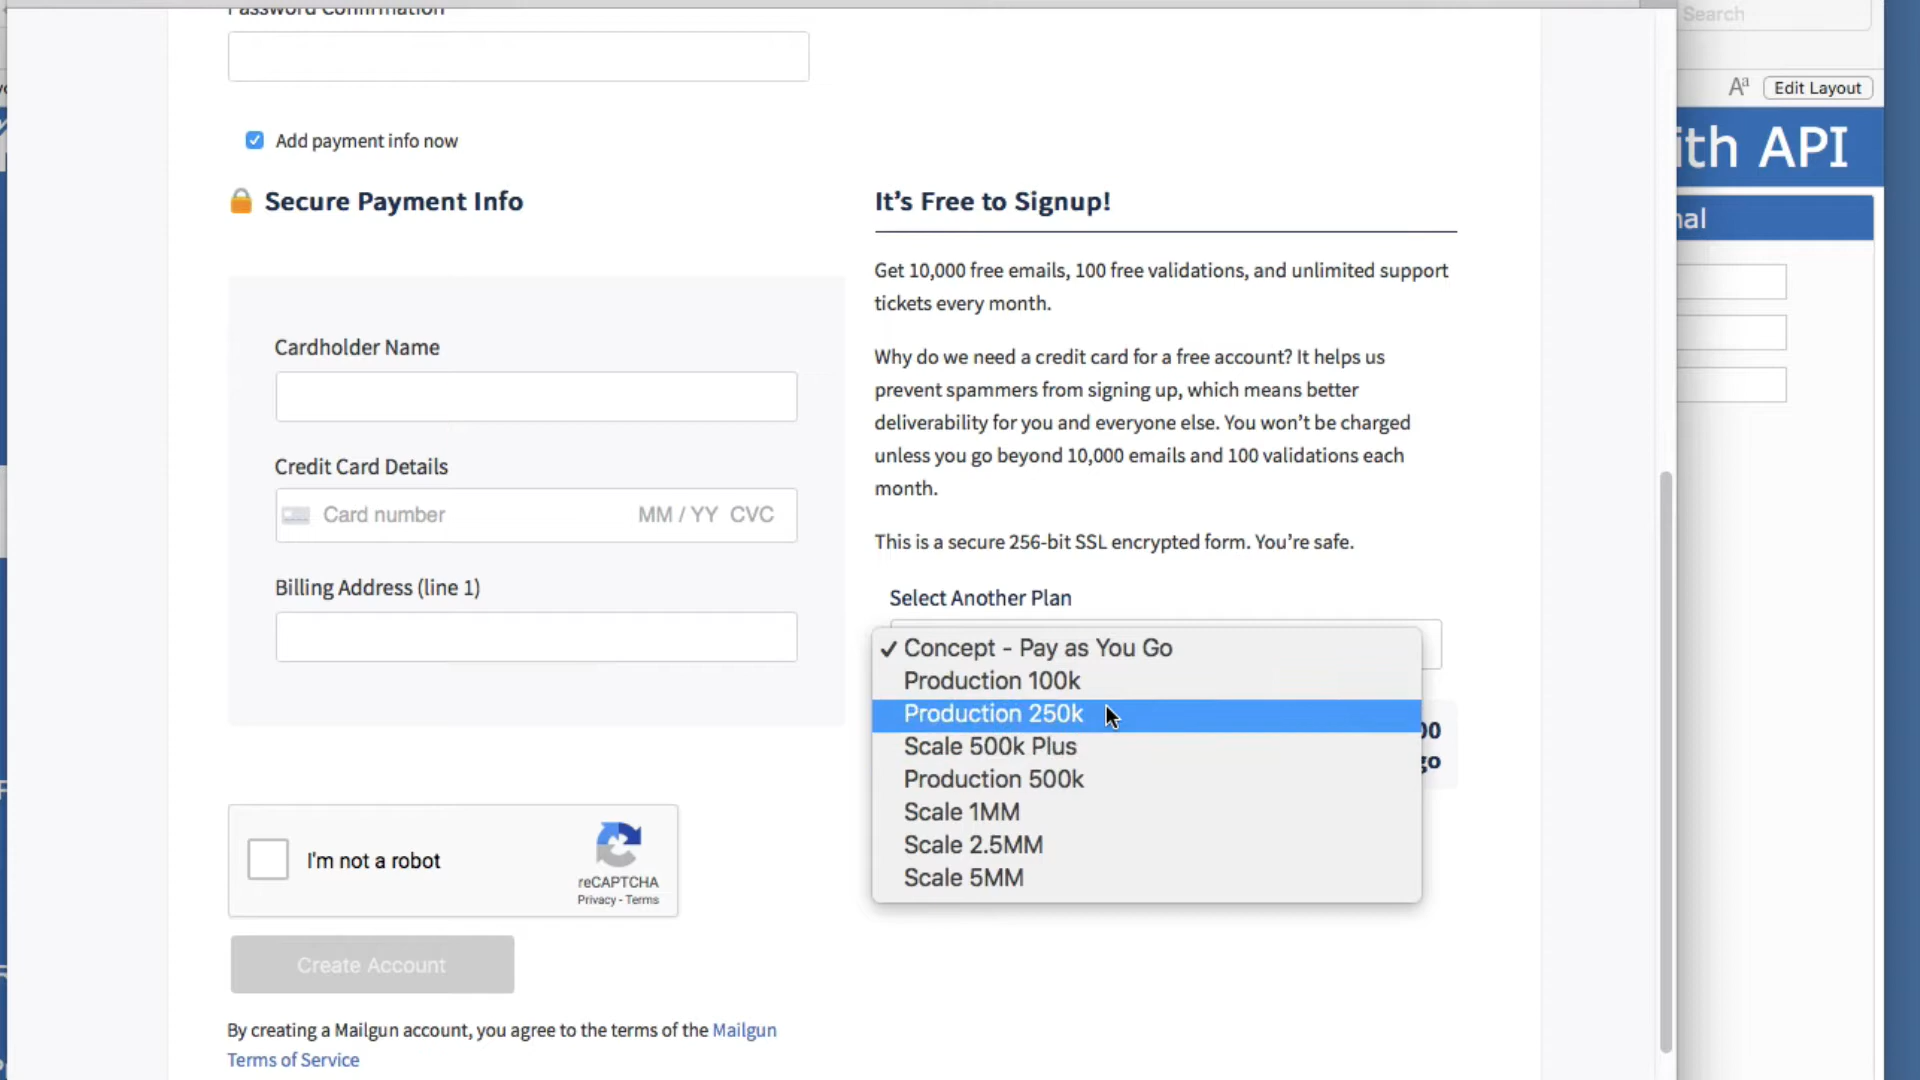 Password Confirmation
Search
Edit Layout
Add payment info now
ith API
Secure Payment Info
It's Free to Signup!
nal
Get 10,000 free emails, 100 free validations, and unlimited support
tickets every month.
Cardholder Name
Why do we need a credit card for a free account? It helps us
prevent spammers from signing up, which means better
deliverability for you and everyone else. You won't be charged
unless you go beyond 10,000 emails and 100 validations each
month.
Credit Card Details
Card number MM / YY CVC
This is a secure 256-bit SSL encrypted form. You're safe.
Billing Address (line 1)
Select Another Plan
✓ Concept - Pay as You Go
Production 100k
Production 250k
Scale 500k Plus
Production 500k
Scale 1MM
Scale 2.5MM
Scale 5MM
00
go
I'm not a robot
reCAPTCHA
Privacy - Terms
Create Account
By creating a Mailgun account, you agree to the terms of the Mailgun
Terms of Service